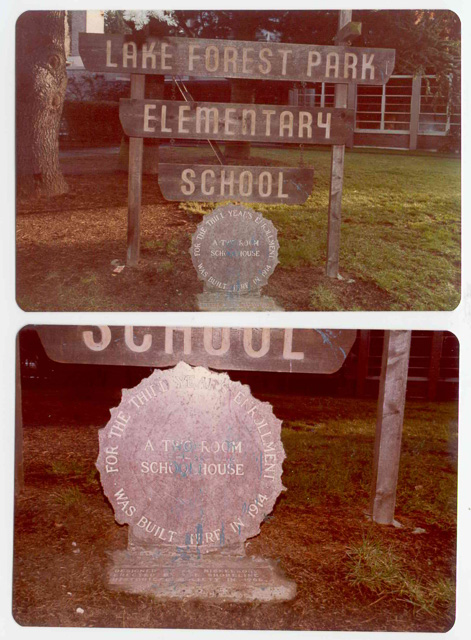 LAKE FOREST PARK
ELEMENTARY
SCHOOL
FOR THE THIRD YEAR'S ENROLLMENT
A TWO ROOM
SCHOOLHOUSE
WAS BUILT HERE IN 1914
SCHOOL
FOR THE THIRD YEARS ENROLLMENT
A TWO ROOM
SCHOOLHOUSE
WAS BUILT HERE IN 1914